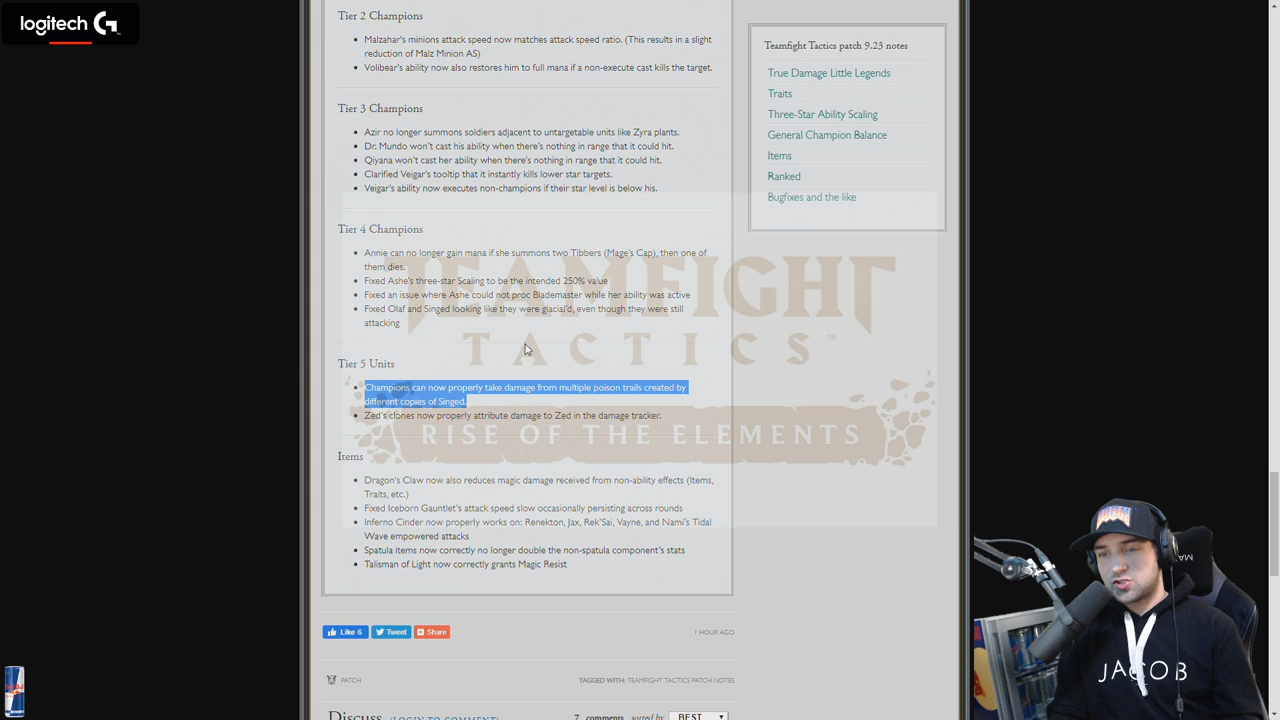 logitech G
Tier 2 Champions
Malzahar's minions attack speed now matches attack speed ratio. (This results in a slight
reduction of Malz Minion AS)
Volibear's ability now also restores him to full mana if a non-execute cast kills the target.
Tier 3 Champions
Azir no longer summons soldiers adjacent to untargetable units like Zyra plants.
Dr. Mundo won't cast his ability when there's nothing in range that it could hit.
Qiyana won't cast her ability when there's nothing in range that it could hit.
Clarified Veigar's tooltip that it instantly kills lower star targets.
Veigar's ability now executes non-champions if their star level is below his.
Tier 4 Champions
Annie can no longer gain mana if she summons two Tibbers (Mage's Cap), then one of
them dies.
Fixed Ashe's three-star Scaling to be the intended 250% value
Fixed an issue where Ashe could not proc Blademaster while her ability was active
Fixed Olaf and Singed looking like they were glacial'd, even though they were still
attacking
Tier 5 Units
Champions can now properly take damage from multiple poison trails created by
different copies of Singed.
Zed's clones now properly attribute damage to Zed in the damage tracker.
Items
Dragon's Claw now also reduces magic damage received from non-ability effects (Items,
Traits, etc.)
Fixed Iceborn Gauntlet's attack speed slow occasionally persisting across rounds
Inferno Cinder now properly works on: Renekton, Jax, Rek'Sai, Vayne, and Nami's Tidal
Wave empowered attacks
Spatula items now correctly no longer double the non-spatula component's stats
Talisman of Light now correctly grants Magic Resist
TEAMFIGHT
TACTICS
RISE OF THE ELEMENTS
Like 6 Tweet Share
1 HOUR AGO
PATCH
TAGGED WITH: TEAMFIGHT TACTICS PATCH NOTES
Discuss (LOGIN TO COMMENT)
7 comments sorted by BEST
Teamfight Tactics patch 9.23 notes
True Damage Little Legends
Traits
Three-Star Ability Scaling
General Champion Balance
Items
Ranked
Bugfixes and the like
JACOB